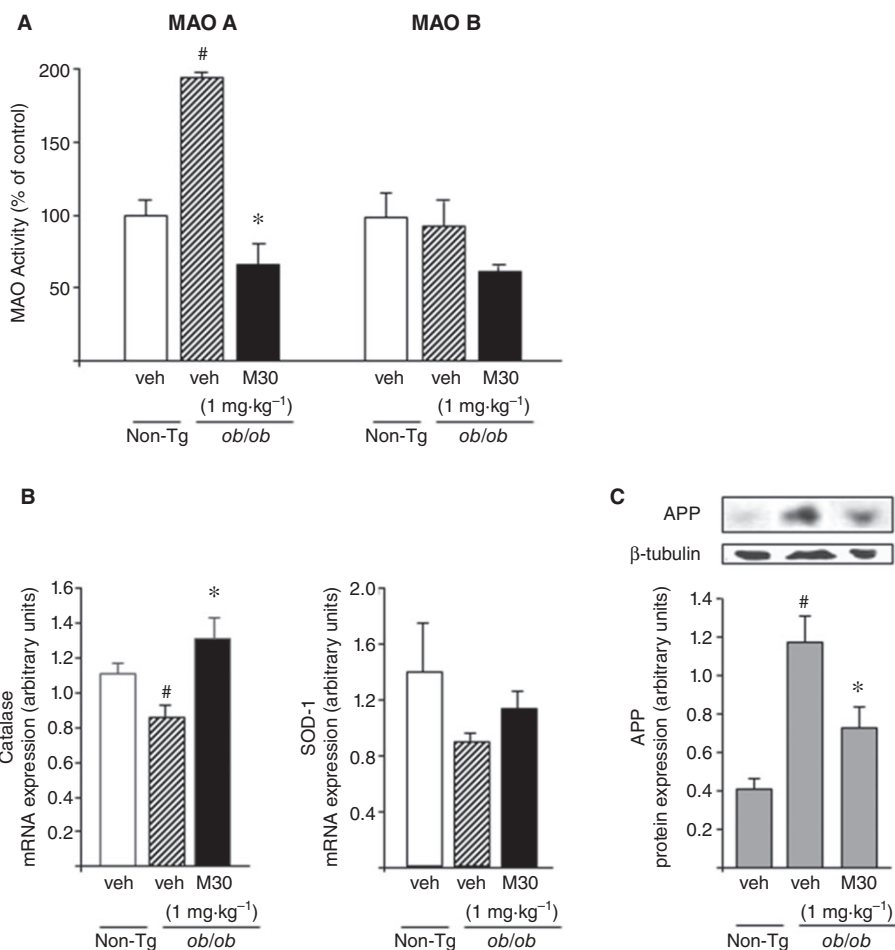 A
MAO A
MAO B
MAO Activity (% of control)
200
150
100
50
#
*
veh veh M30
(1 mg·kg⁻¹)
Non-Tg ob/ob
veh veh M30
(1 mg·kg⁻¹)
Non-Tg ob/ob
B
Catalase
mRNA expression (arbitrary units)
1.6
1.4
1.2
1.0
0.8
0.6
0.4
0.2
#
*
veh veh M30
(1 mg·kg⁻¹)
Non-Tg ob/ob
SOD-1
mRNA expression (arbitrary units)
2.0
1.6
1.2
0.8
0.4
veh veh M30
(1 mg·kg⁻¹)
Non-Tg ob/ob
C
APP
β-tubulin
APP
protein expression (arbitrary units)
1.4
1.2
1.0
0.8
0.6
0.4
0.2
#
*
veh veh M30
(1 mg·kg⁻¹)
Non-Tg ob/ob